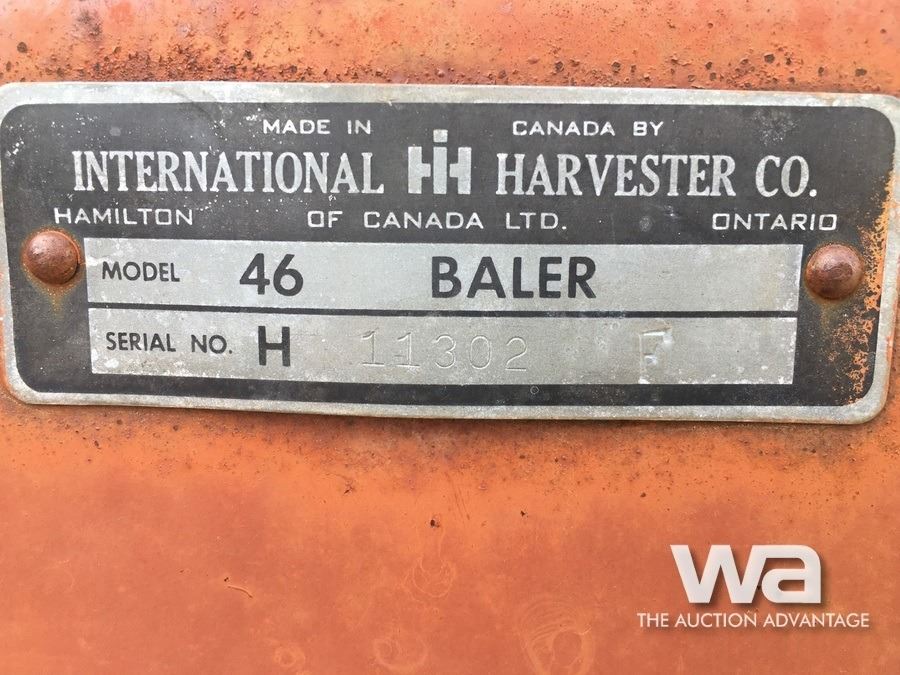 MADE IN CANADA BY
INTERNATIONAL IH HARVESTER CO.
HAMILTON OF CANADA LTD. ONTARIO
MODEL 46 BALER
SERIAL NO. H 11302 F
wa
THE AUCTION ADVANTAGE